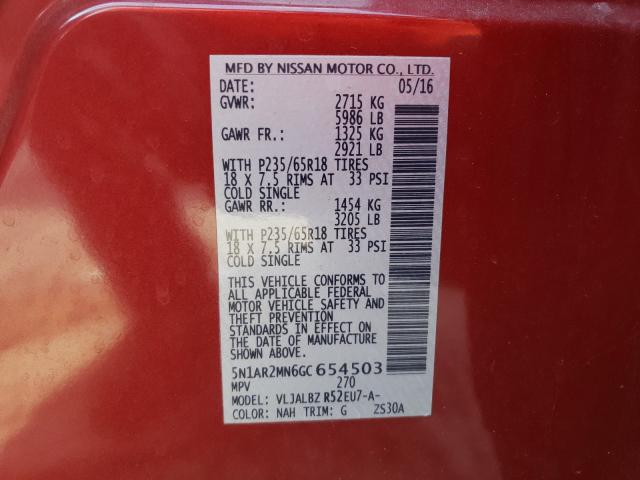 MFD BY NISSAN MOTOR CO., LTD.
DATE: 05/16
GVWR: 2715 KG
5986 LB
GAWR FR.: 1325 KG
2921 LB
WITH P235/65R18 TIRES
18 X 7.5 RIMS AT 33 PSI
COLD SINGLE
GAWR RR.: 1454 KG
3205 LB
WITH P235/65R18 TIRES
18 X 7.5 RIMS AT 33 PSI
COLD SINGLE
THIS VEHICLE CONFORMS TO
ALL APPLICABLE FEDERAL
MOTOR VEHICLE SAFETY AND
THEFT PREVENTION
STANDARDS IN EFFECT ON
THE DATE OF MANUFACTURE
SHOWN ABOVE.
5N1AR2MN6GC654503
MPV 270
MODEL: VLJALBZ R52EU7-A-
COLOR: NAH TRIM: G ZS30A